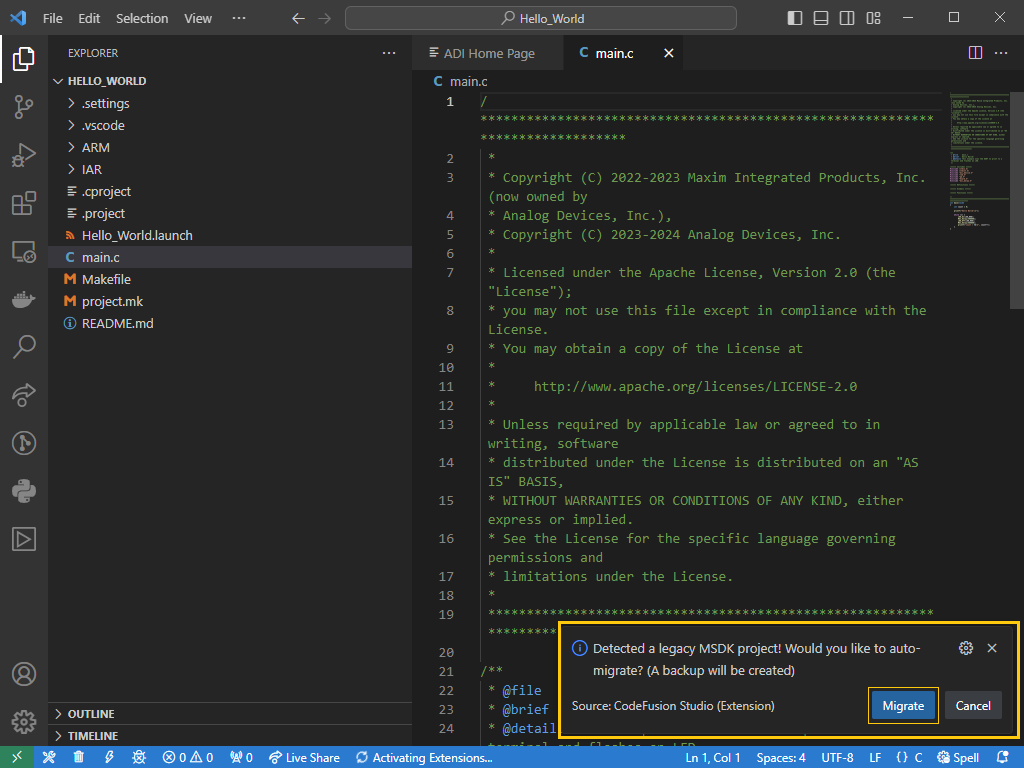 File Edit Selection View ··· Hello_World
EXPLORER ···
HELLO_WORLD
.settings
.vscode
ARM
IAR
.cproject
.project
Hello_World.launch
C main.c
M Makefile
M project.mk
README.md
OUTLINE
TIMELINE
ADI Home Page
C main.c
C main.c
1 /
**********************************************************
*******************
2 *
3 * Copyright (C) 2022-2023 Maxim Integrated Products, Inc.
(now owned by
4 * Analog Devices, Inc.),
5 * Copyright (C) 2023-2024 Analog Devices, Inc.
6 *
7 * Licensed under the Apache License, Version 2.0 (the
"License");
8 * you may not use this file except in compliance with the
License.
9 * You may obtain a copy of the License at
10 *
11 *     http://www.apache.org/licenses/LICENSE-2.0
12 *
13 * Unless required by applicable law or agreed to in
writing, software
14 * distributed under the License is distributed on an "AS
IS" BASIS,
15 * WITHOUT WARRANTIES OR CONDITIONS OF ANY KIND, either
express or implied.
16 * See the License for the specific language governing
permissions and
17 * limitations under the License.
18 *
19 **********************************************************
*********
20
21 /**
22 * @file
23 * @brief
24 * @detail
terminal and flashes an LED
Detected a legacy MSDK project! Would you like to auto-
migrate? (A backup will be created)
Source: CodeFusion Studio (Extension)
Migrate Cancel
0 0 0 Live Share Activating Extensions... Ln 1, Col 1 Spaces: 4 UTF-8 LF {} C Spell